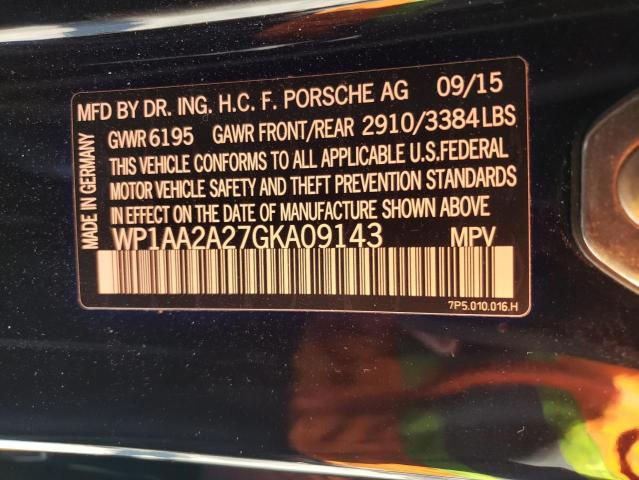 MFD BY DR. ING. H.C. F. PORSCHE AG 09/15
GVWR 6195 GAWR FRONT/REAR 2910/3384 LBS
THIS VEHICLE CONFORMS TO ALL APPLICABLE U.S.FEDERAL
MOTOR VEHICLE SAFETY AND THEFT PREVENTION STANDARDS
IN EFFECT ON THE DATE OF MANUFACTURE SHOWN ABOVE
WP1AA2A27GKA09143 MPV
7P5.010.016.H
MADE IN GERMANY